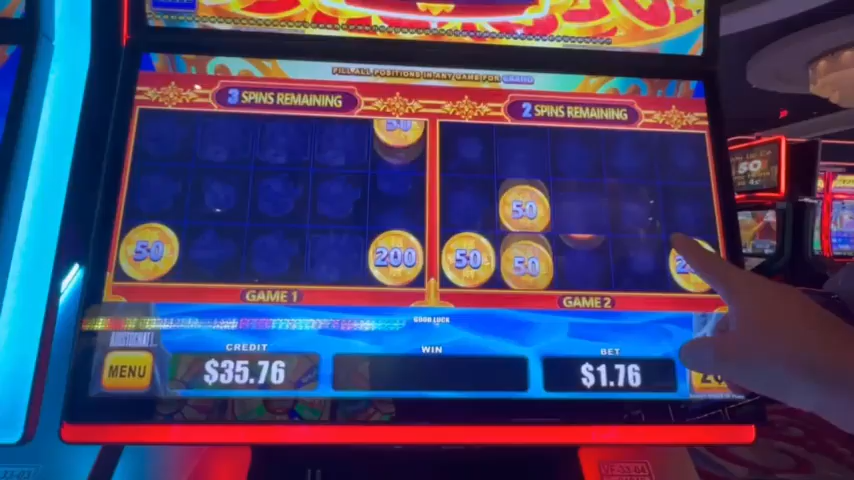 FILL ALL POSITIONS IN ANY GAME FOR GRAND
3 SPINS REMAINING
2 SPINS REMAINING
50
50
50
200
50
50
GAME 1
GAME 2
GOOD LUCK
CREDIT
WIN
BET
MENU
$35.76
$1.76
50